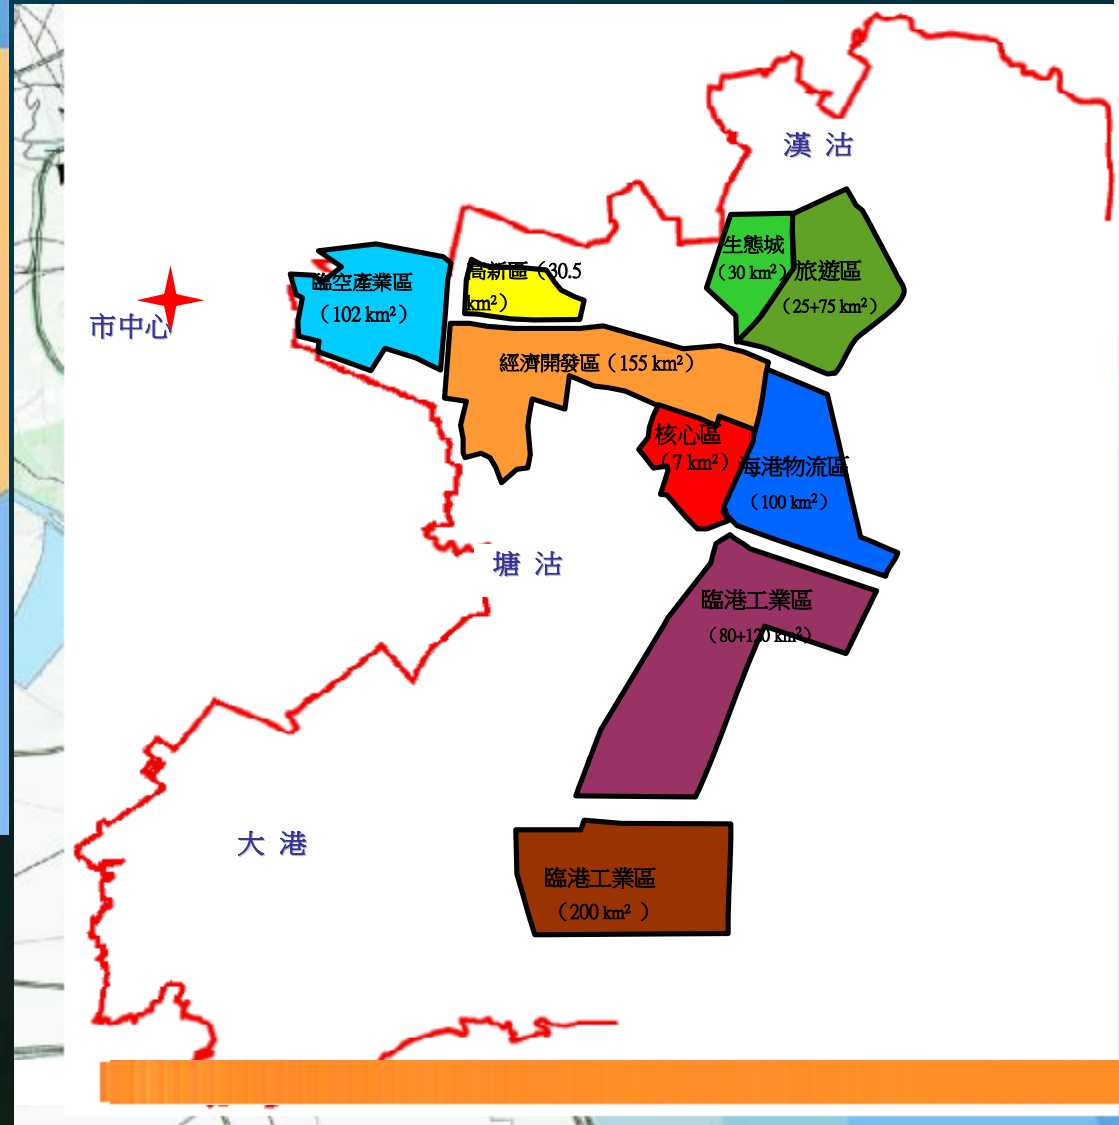 漢 沽
生態城
（30 km²）
旅遊區
（25+75 km²）
臨空產業區
（102 km²）
高新區（30.5
km²）
市中心
經濟開發區（155 km²）
核心區
（7 km²）
海港物流區
（100 km²）
塘 沽
臨港工業區
（80+120 km²）
大 港
臨港工業區
（200 km² ）